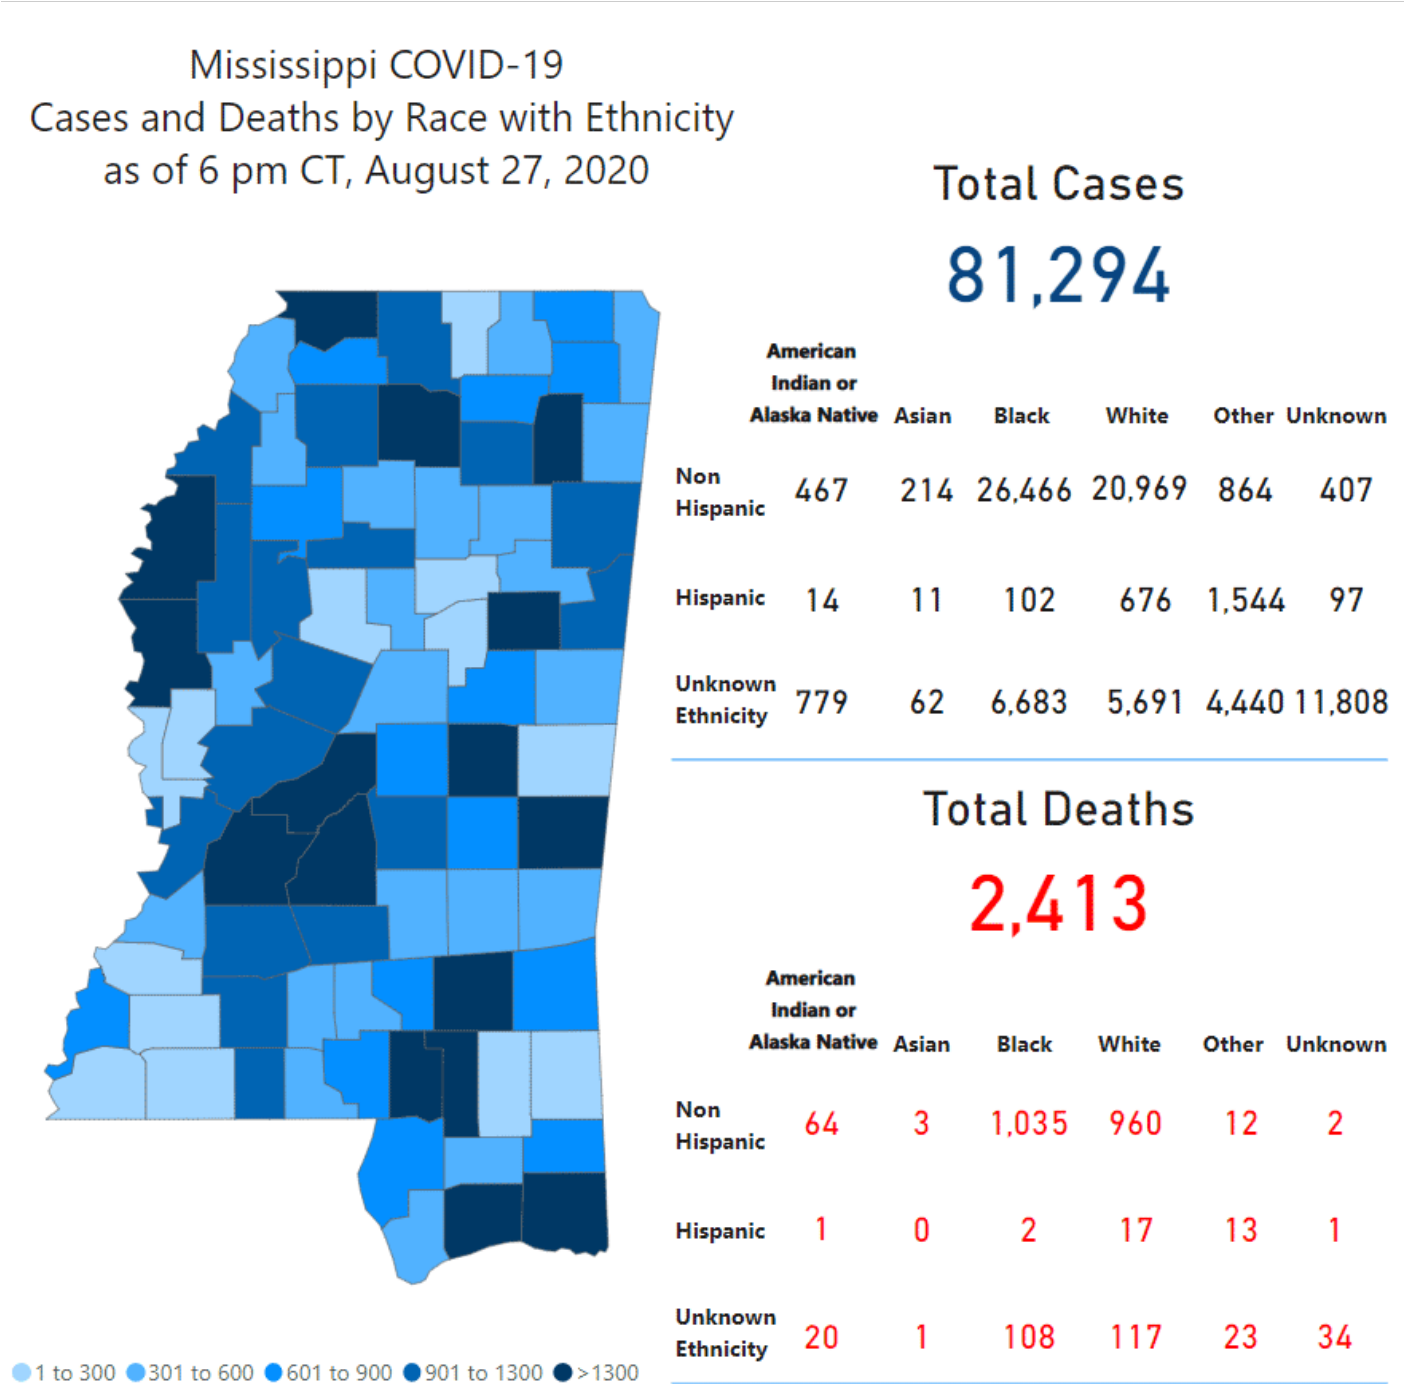 Mississippi COVID-19
Cases and Deaths by Race with Ethnicity
as of 6 pm CT, August 27, 2020
Total Cases
81,294
American
Indian or
Alaska Native Asian Black White Other Unknown
Non
Hispanic 467 214 26,466 20,969 864 407
Hispanic 14 11 102 676 1,544 97
Unknown
Ethnicity 779 62 6,683 5,691 4,440 11,808
Total Deaths
2,413
American
Indian or
Alaska Native Asian Black White Other Unknown
Non
Hispanic 64 3 1,035 960 12 2
Hispanic 1 0 2 17 13 1
Unknown
Ethnicity 20 1 108 117 23 34
1 to 300 301 to 600 601 to 900 901 to 1300 >1300